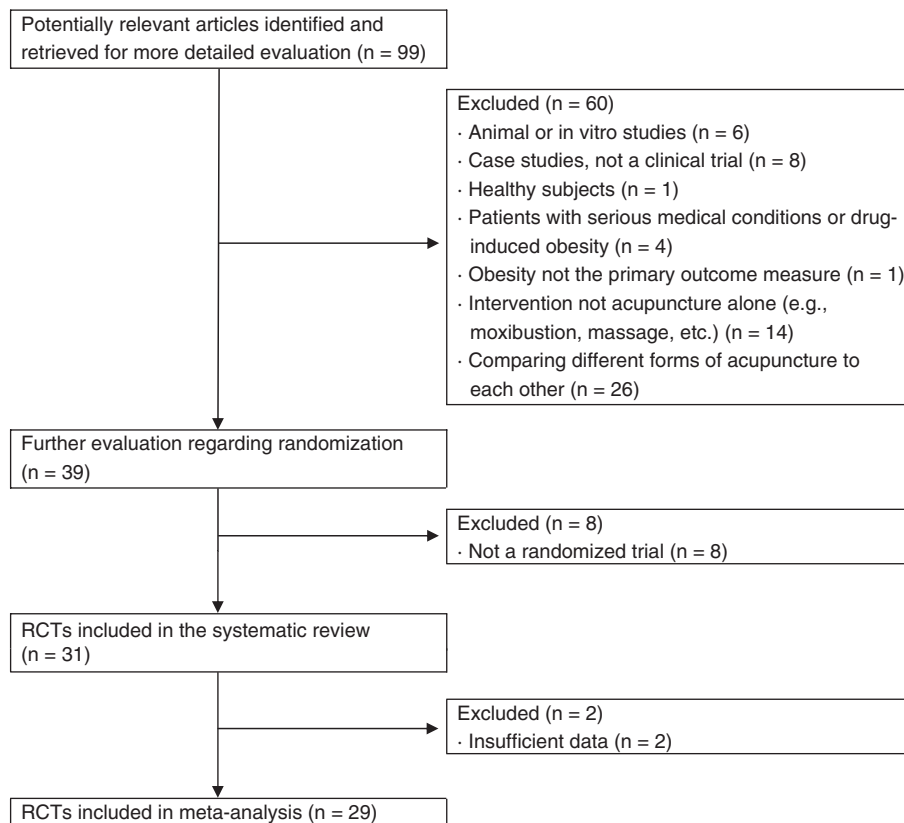 Potentially relevant articles identified and
retrieved for more detailed evaluation (n = 99)
Excluded (n = 60)
· Animal or in vitro studies (n = 6)
· Case studies, not a clinical trial (n = 8)
· Healthy subjects (n = 1)
· Patients with serious medical conditions or drug-
induced obesity (n = 4)
· Obesity not the primary outcome measure (n = 1)
· Intervention not acupuncture alone (e.g.,
moxibustion, massage, etc.) (n = 14)
· Comparing different forms of acupuncture to
each other (n = 26)
Further evaluation regarding randomization
(n = 39)
Excluded (n = 8)
· Not a randomized trial (n = 8)
RCTs included in the systematic review
(n = 31)
Excluded (n = 2)
· Insufficient data (n = 2)
RCTs included in meta-analysis (n = 29)